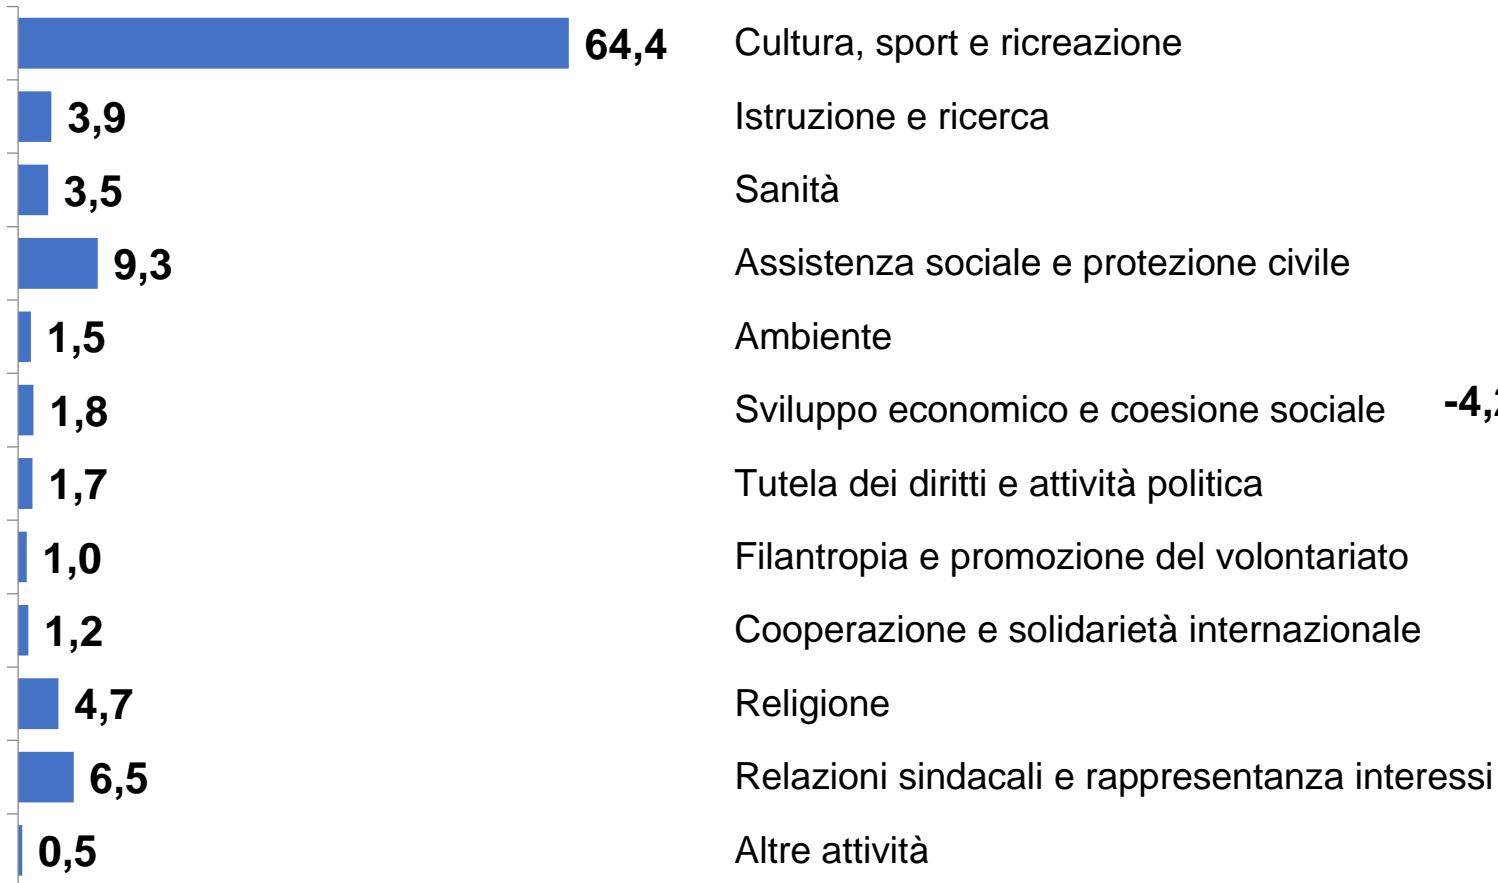 64,4 Cultura, sport e ricreazione
3,9 Istruzione e ricerca
3,5 Sanità
9,3 Assistenza sociale e protezione civile
1,5 Ambiente
1,8 Sviluppo economico e coesione sociale
1,7 Tutela dei diritti e attività politica
1,0 Filantropia e promozione del volontariato
1,2 Cooperazione e solidarietà internazionale
4,7 Religione
6,5 Relazioni sindacali e rappresentanza interessi
0,5 Altre attività